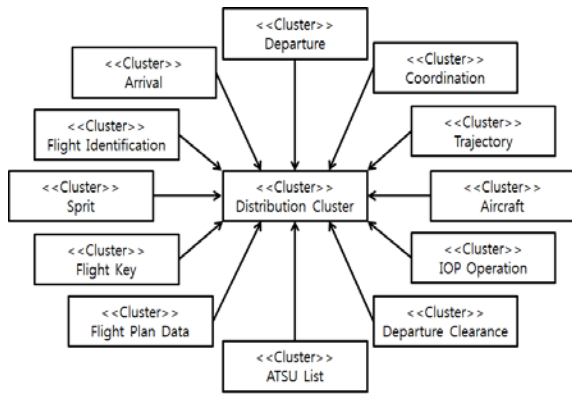 <<Cluster>>
Departure
<<Cluster>>
Arrival
<<Cluster>>
Coordination
<<Cluster>>
Flight Identification
<<Cluster>>
Trajectory
<<Cluster>>
Sprit
<<Cluster>>
Distribution Cluster
<<Cluster>>
Aircraft
<<Cluster>>
Flight Key
<<Cluster>>
IOP Operation
<<Cluster>>
Flight Plan Data
<<Cluster>>
Departure Clearance
<<Cluster>>
ATSU List